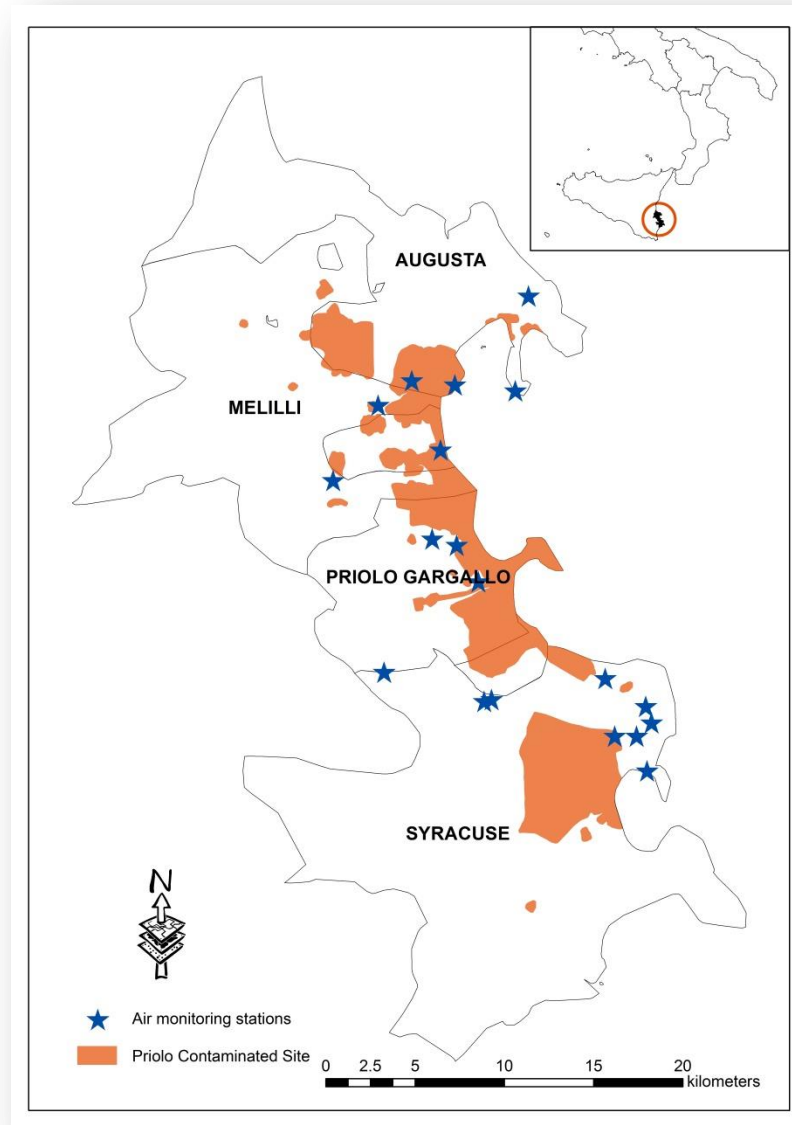 AUGUSTA
MELILLI
PRIOLO GARGALLO
SYRACUSE
N
Air monitoring stations
Priolo Contaminated Site
0 2.5 5 10 15 20
kilometers